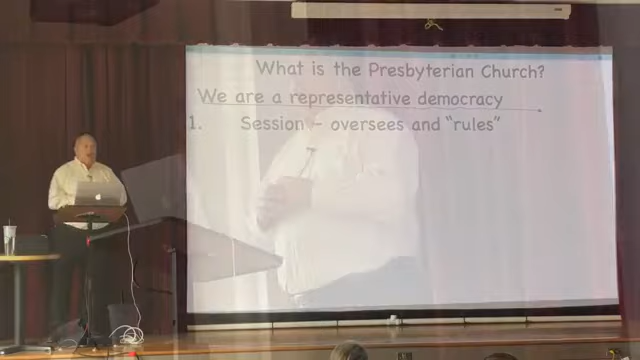 What is the Presbyterian Church?
We are a representative democracy
1. Session – oversees and "rules"